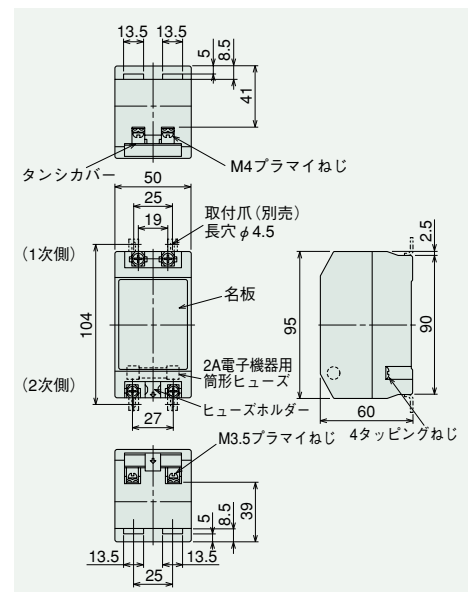 13.5 13.5
5
8.5
41
タンシカバー
M4プラマイねじ
50
25
19
取付爪(別売)
長穴φ4.5
(1次側)
2.5
名板
104
95
90
2A電子機器用
筒形ヒューズ
(2次側)
ヒューズホルダー
27
60
4タッピングねじ
M3.5プラマイねじ
5
8.5
39
13.5 13.5
25